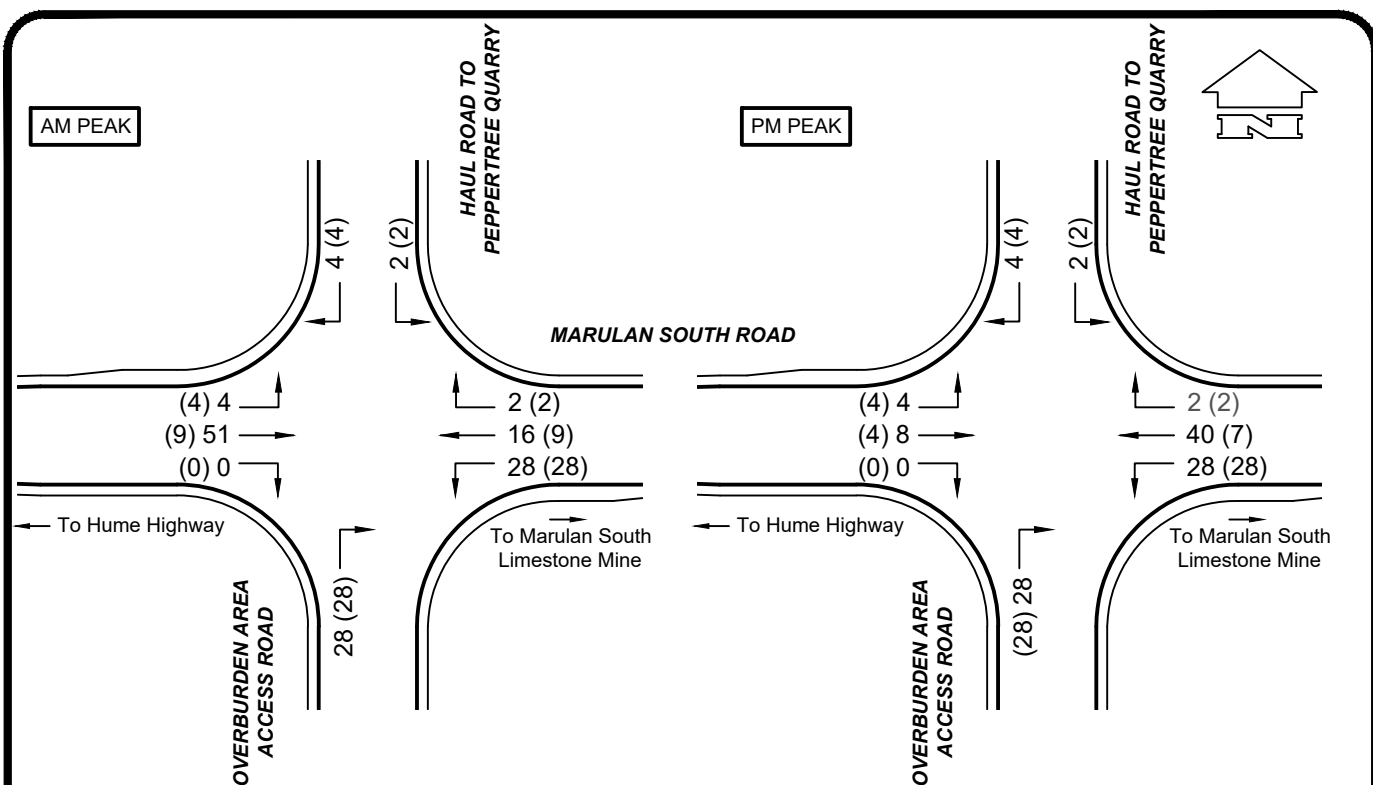 AM PEAK
HAUL ROAD TO
PEPPERTREE QUARRY
4 (4)
2 (2)
MARULAN SOUTH ROAD
(4) 4
(9) 51
(0) 0
2 (2)
16 (9)
28 (28)
To Hume Highway
To Marulan South
Limestone Mine
28 (28)
OVERBURDEN AREA
ACCESS ROAD
PM PEAK
HAUL ROAD TO
PEPPERTREE QUARRY
N
4 (4)
2 (2)
(4) 4
(4) 8
(0) 0
2 (2)
40 (7)
28 (28)
To Hume Highway
To Marulan South
Limestone Mine
(28) 28
OVERBURDEN AREA
ACCESS ROAD